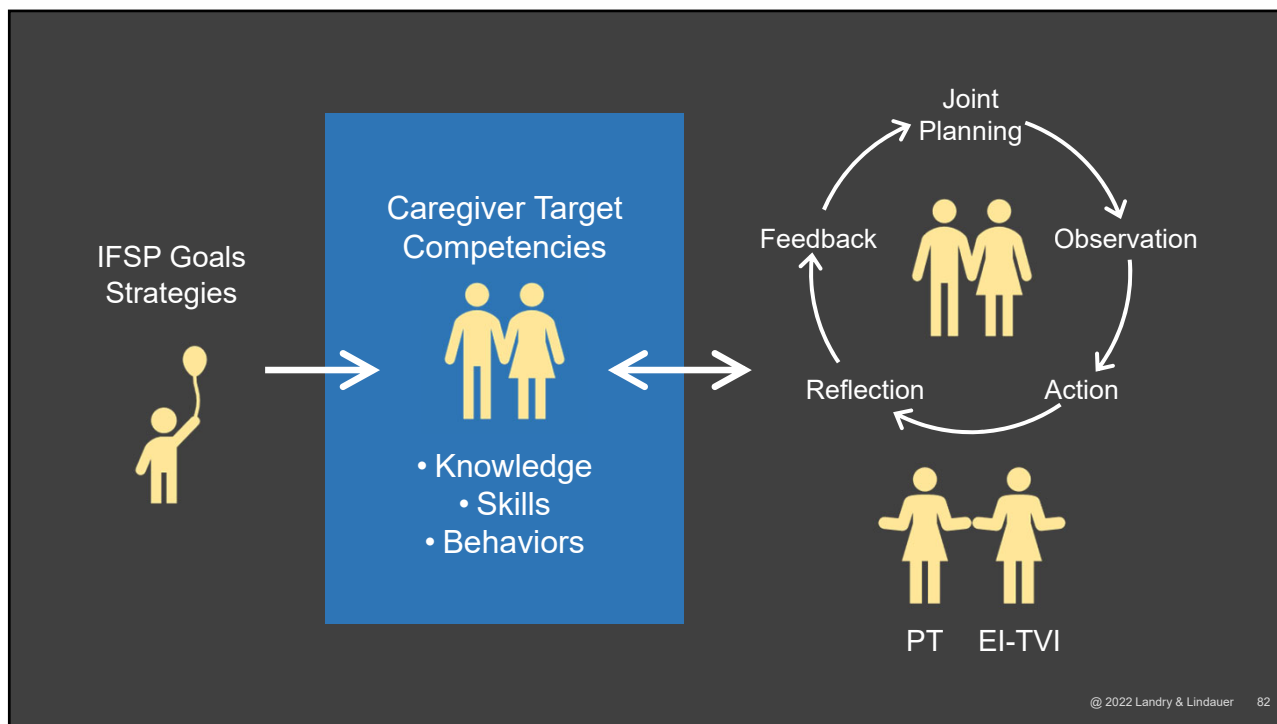 IFSP Goals
Strategies
Caregiver Target
Competencies
• Knowledge
• Skills
• Behaviors
Joint
Planning
Observation
Action
Reflection
Feedback
PT
EI-TVI
@ 2022 Landry & Lindauer
82